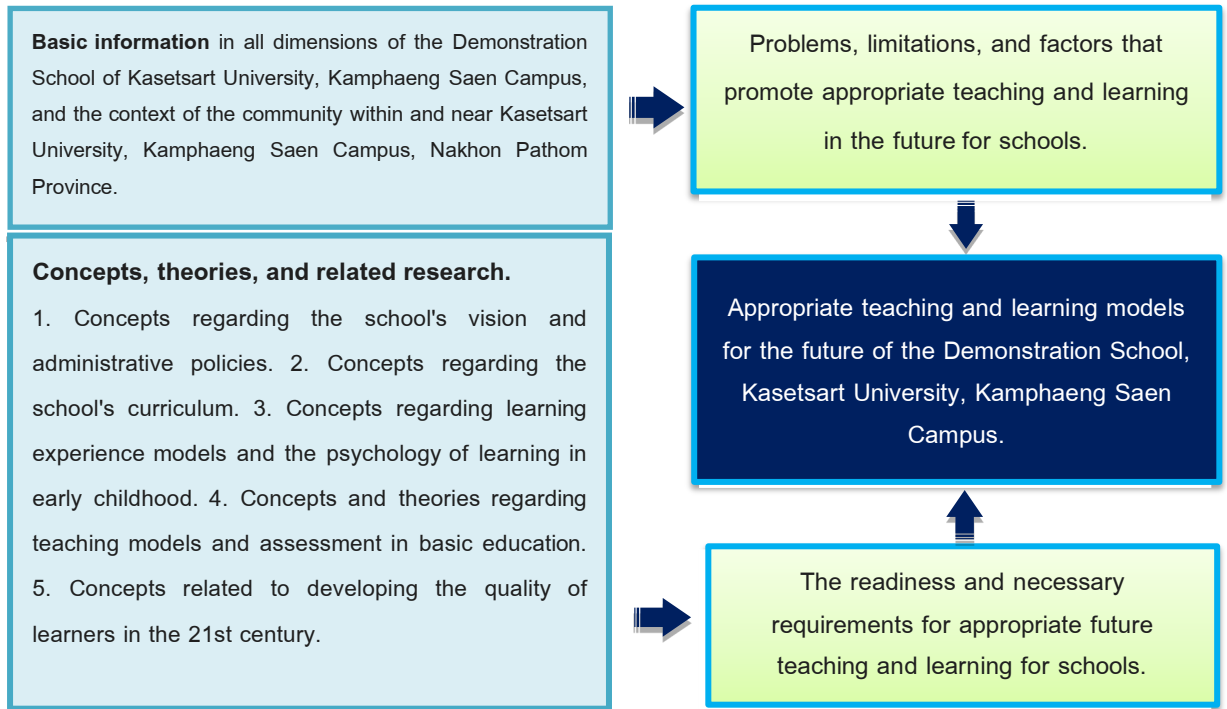 Basic information in all dimensions of the Demonstration
School of Kasetsart University, Kamphaeng Saen Campus,
and the context of the community within and near Kasetsart
University, Kamphaeng Saen Campus, Nakhon Pathom
Province.
Problems, limitations, and factors that
promote appropriate teaching and learning
in the future for schools.
Concepts, theories, and related research.
1. Concepts regarding the school's vision and
administrative policies. 2. Concepts regarding the
school's curriculum. 3. Concepts regarding learning
experience models and the psychology of learning in
early childhood. 4. Concepts and theories regarding
teaching models and assessment in basic education.
5. Concepts related to developing the quality of
learners in the 21st century.
Appropriate teaching and learning models
for the future of the Demonstration School,
Kasetsart University, Kamphaeng Saen
Campus.
The readiness and necessary
requirements for appropriate future
teaching and learning for schools.